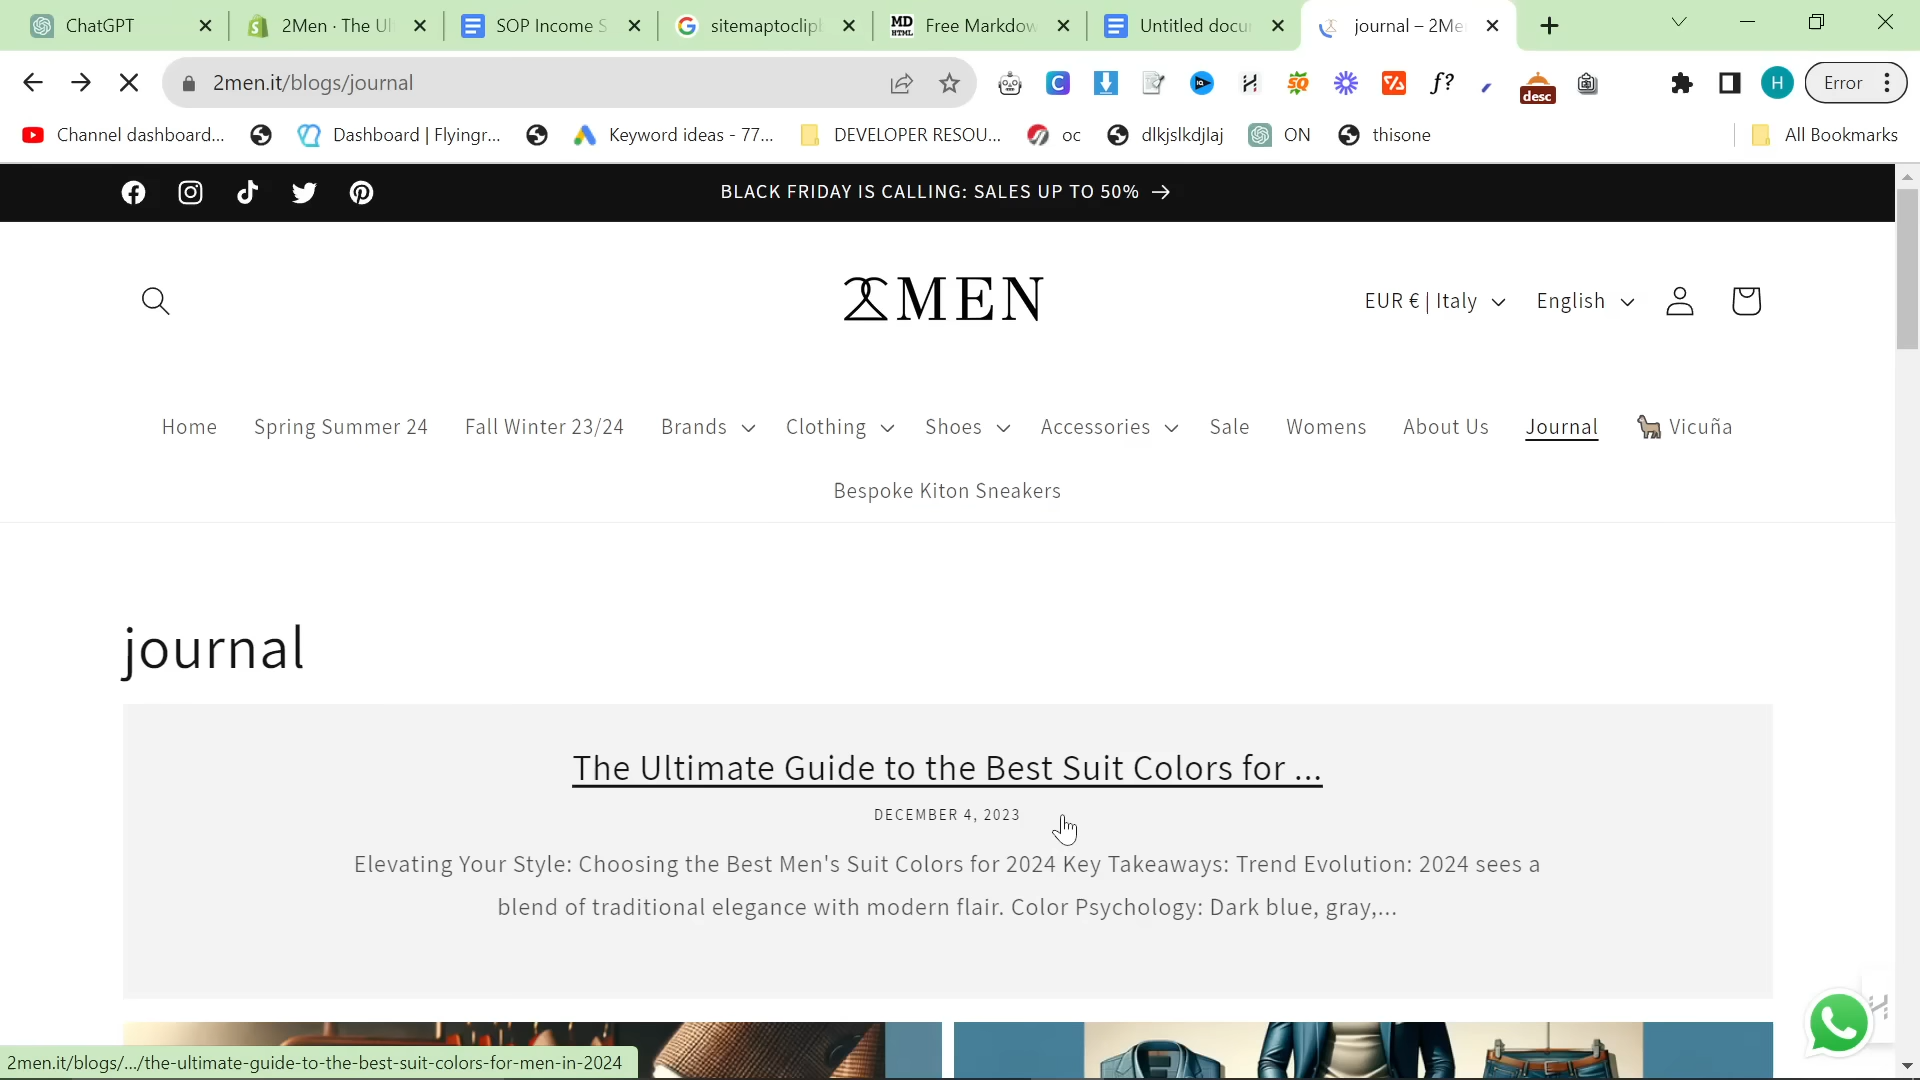 ChatGPT
2Men · The Ul
SOP Income S
sitemaptoclip
MD
HTML
Free Markdow
Untitled docu
journal – 2Me
2men.it/blogs/journal
desc
H
Error
Channel dashboard...
Dashboard | Flyingr...
Keyword ideas - 77...
DEVELOPER RESOU...
oc
dlkjslkdjlaj
ON
thisone
All Bookmarks
BLACK FRIDAY IS CALLING: SALES UP TO 50% →
MEN
EUR € | Italy
English
Home
Spring Summer 24
Fall Winter 23/24
Brands
Clothing
Shoes
Accessories
Sale
Womens
About Us
Journal
🐂 Vicuña
Bespoke Kiton Sneakers
journal
The Ultimate Guide to the Best Suit Colors for ...
DECEMBER 4, 2023
Elevating Your Style: Choosing the Best Men's Suit Colors for 2024 Key Takeaways: Trend Evolution: 2024 sees a
blend of traditional elegance with modern flair. Color Psychology: Dark blue, gray,...
2men.it/blogs/.../the-ultimate-guide-to-the-best-suit-colors-for-men-in-2024